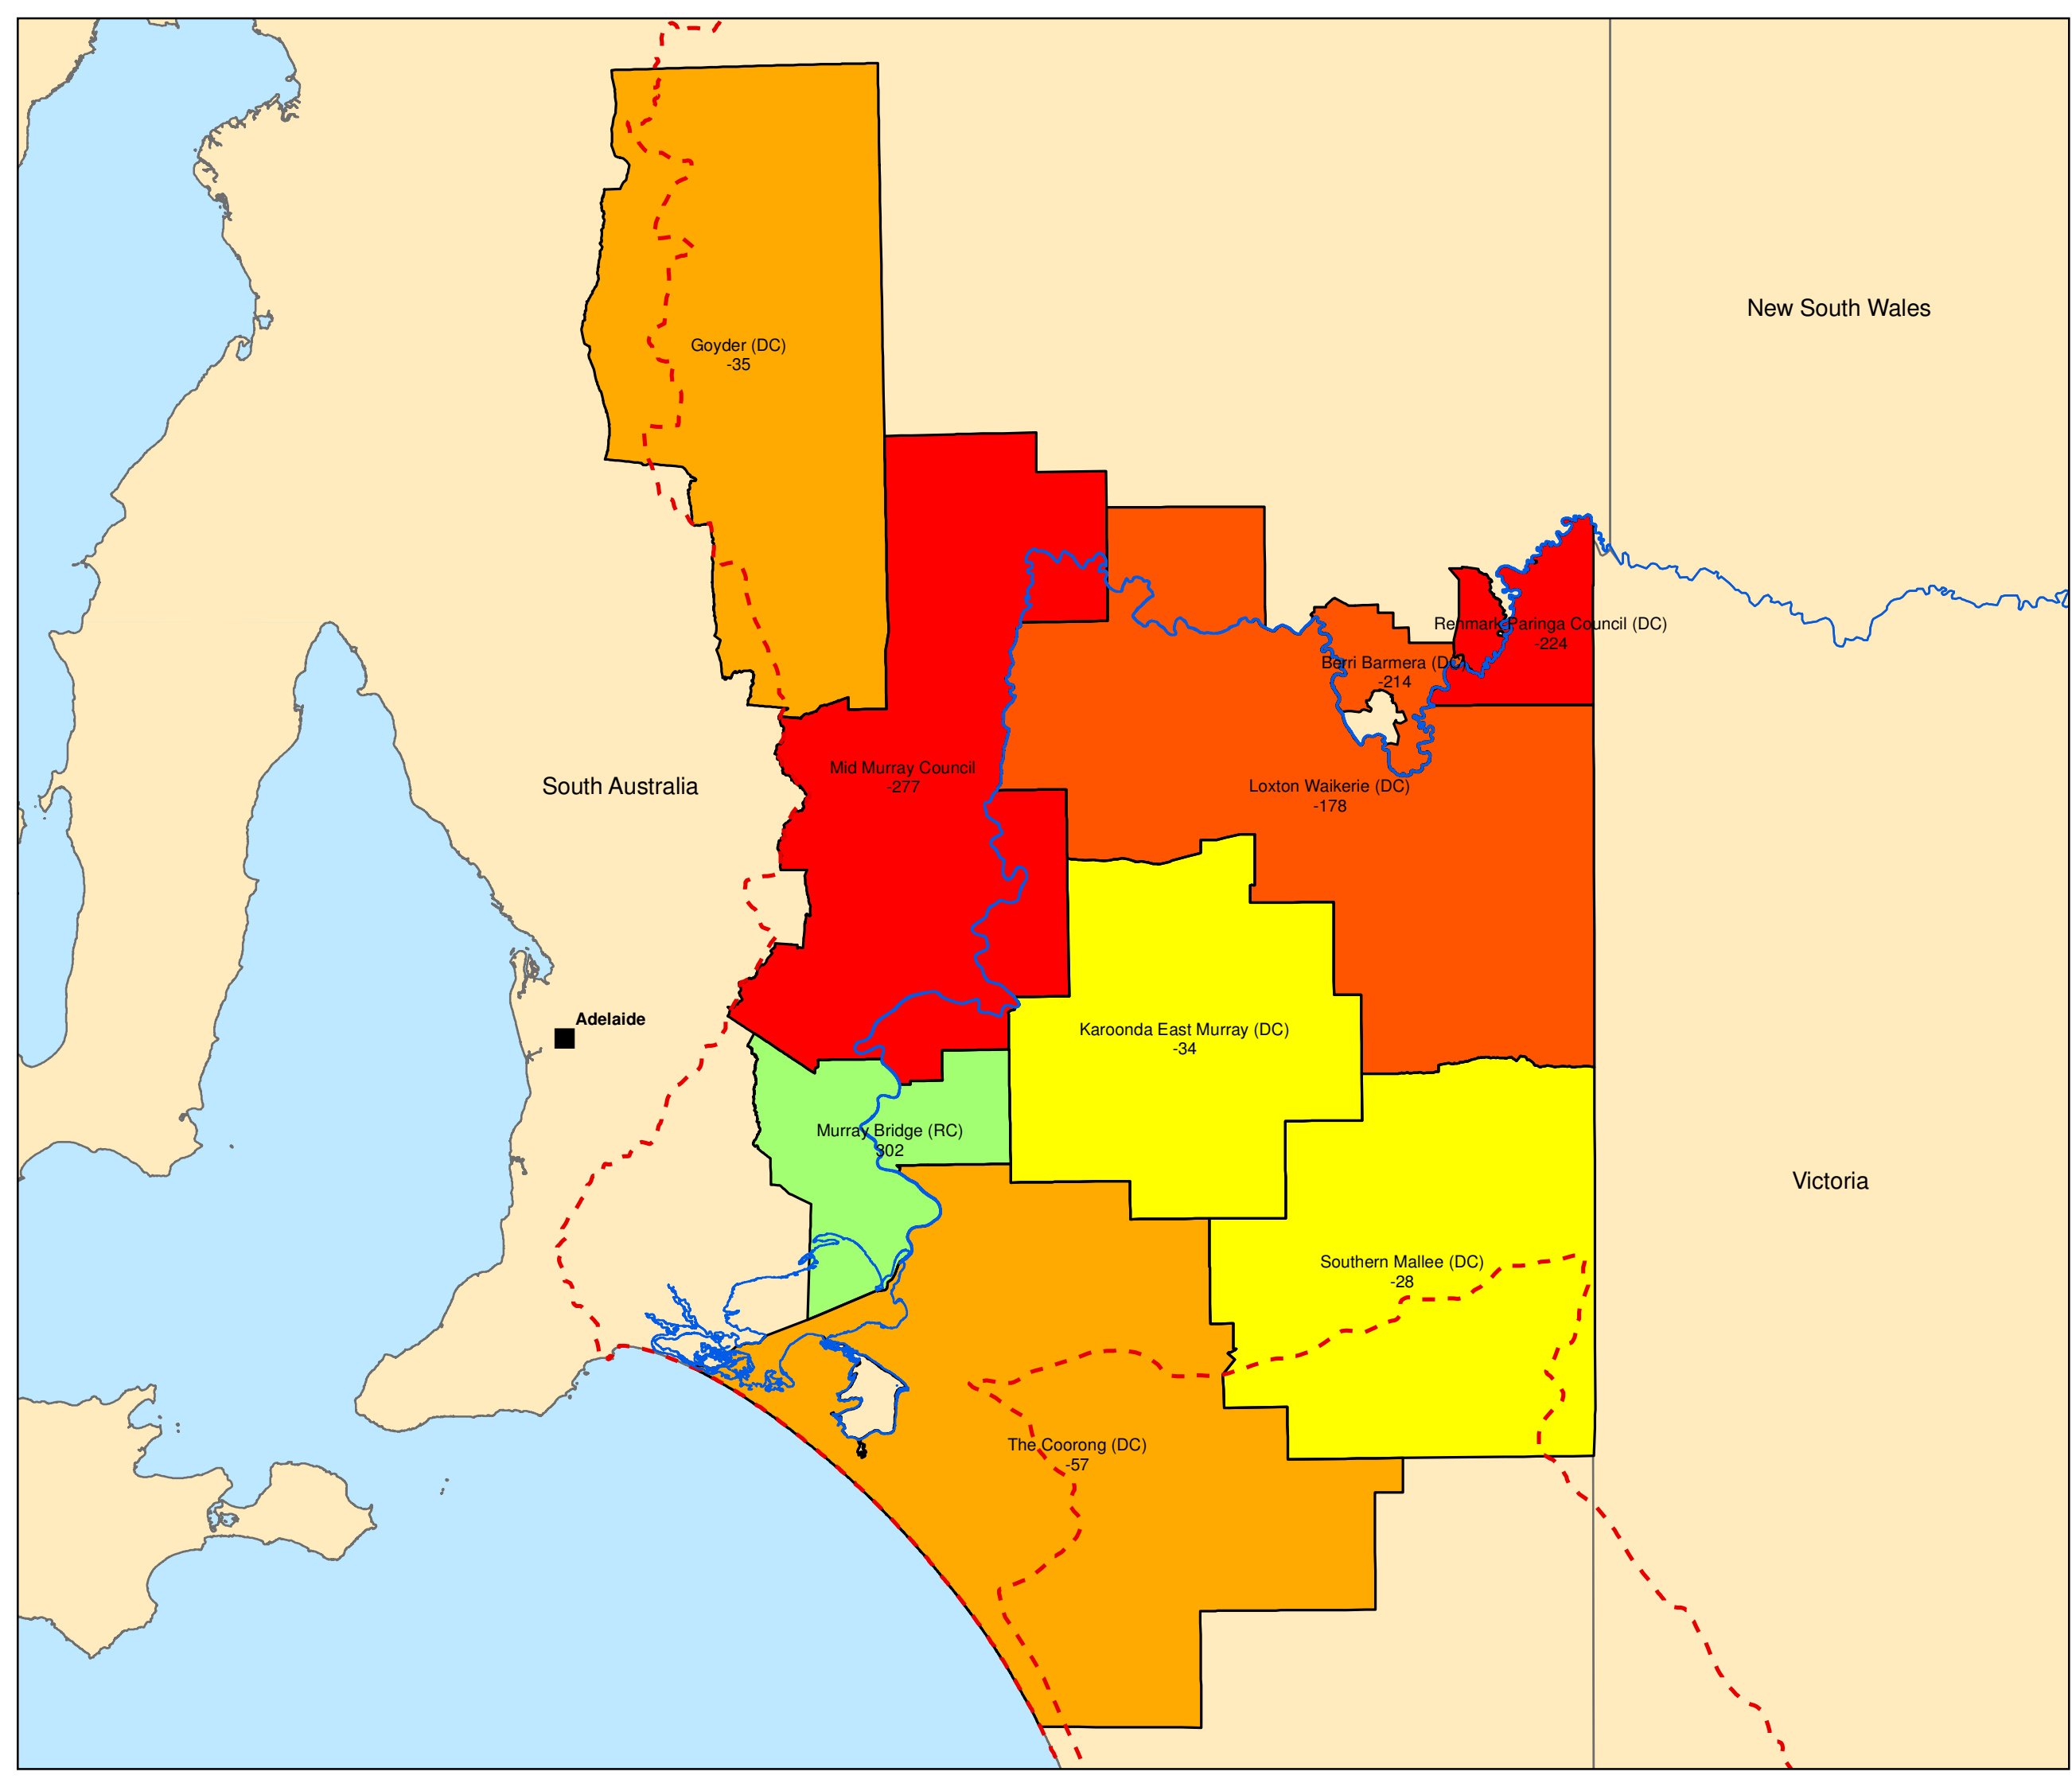 New South Wales
Goyder (DC)
-35
Renmark Paringa Council (DC)
-224
Berri Barmera (DC)
-214
Mid Murray Council
-277
South Australia
Loxton Waikerie (DC)
-178
Adelaide
Karoonda East Murray (DC)
-34
Murray Bridge (RC)
302
Victoria
Southern Mallee (DC)
-28
The Coorong (DC)
-57